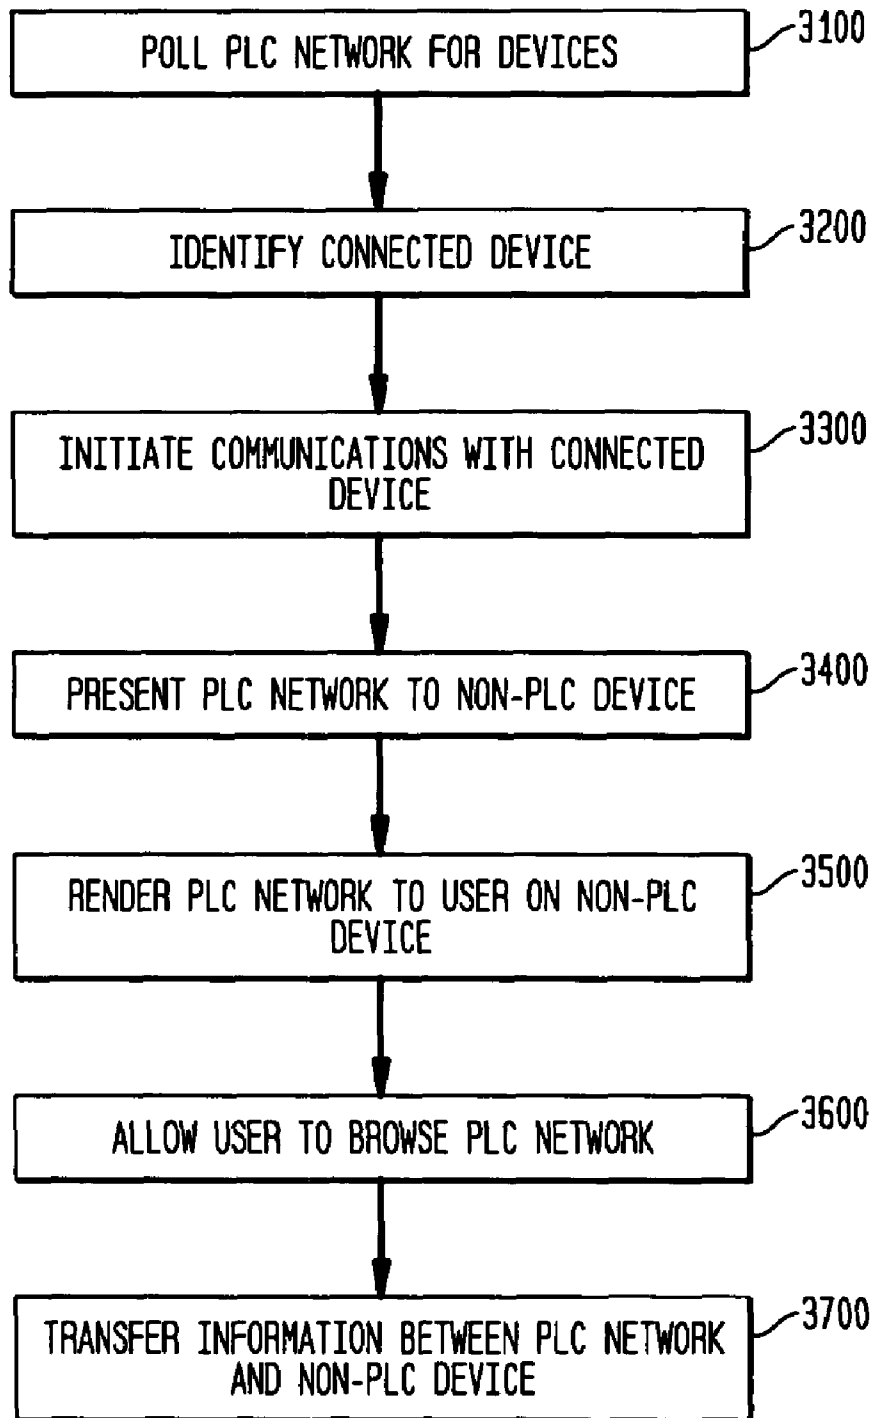 POLL PLC NETWORK FOR DEVICES
3100
IDENTIFY CONNECTED DEVICE
3200
INITIATE COMMUNICATIONS WITH CONNECTED
DEVICE
3300
PRESENT PLC NETWORK TO NON-PLC DEVICE
3400
RENDER PLC NETWORK TO USER ON NON-PLC
DEVICE
3500
ALLOW USER TO BROWSE PLC NETWORK
3600
TRANSFER INFORMATION BETWEEN PLC NETWORK
AND NON-PLC DEVICE
3700